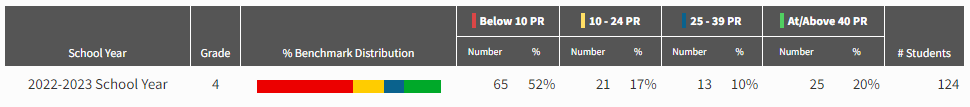 Below 10 PR 10 - 24 PR 25 - 39 PR At/Above 40 PR
School Year Grade % Benchmark Distribution Number % Number % Number % Number % # Students
2022-2023 School Year 4 65 52% 21 17% 13 10% 25 20% 124